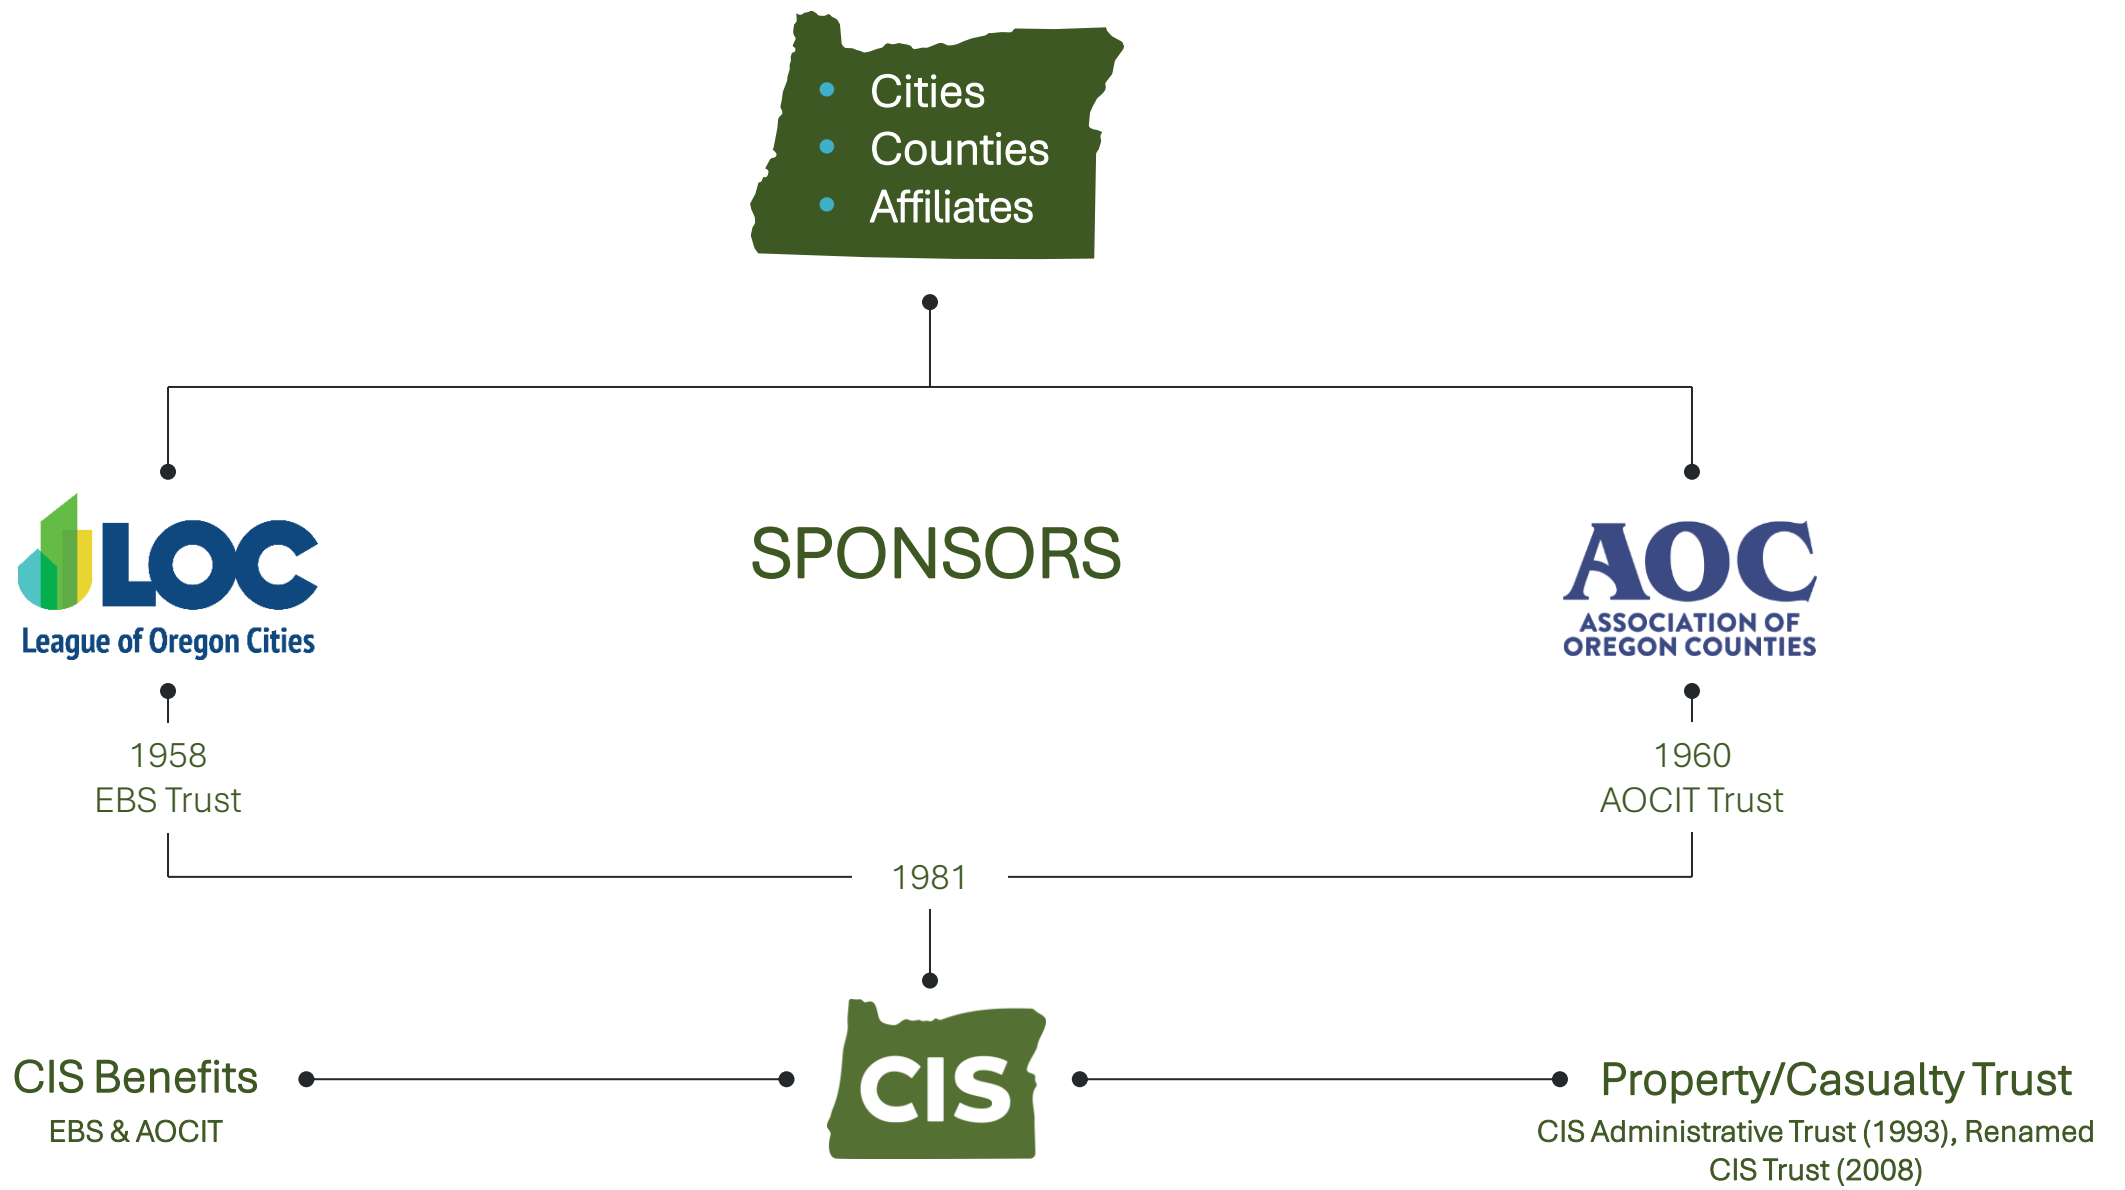 Cities
Counties
Affiliates
LOC
League of Oregon Cities
SPONSORS
AOC
ASSOCIATION OF
OREGON COUNTIES
1958
EBS Trust
1960
AOCIT Trust
1981
CIS Benefits
EBS & AOCIT
CIS
Property/Casualty Trust
CIS Administrative Trust (1993), Renamed
CIS Trust (2008)